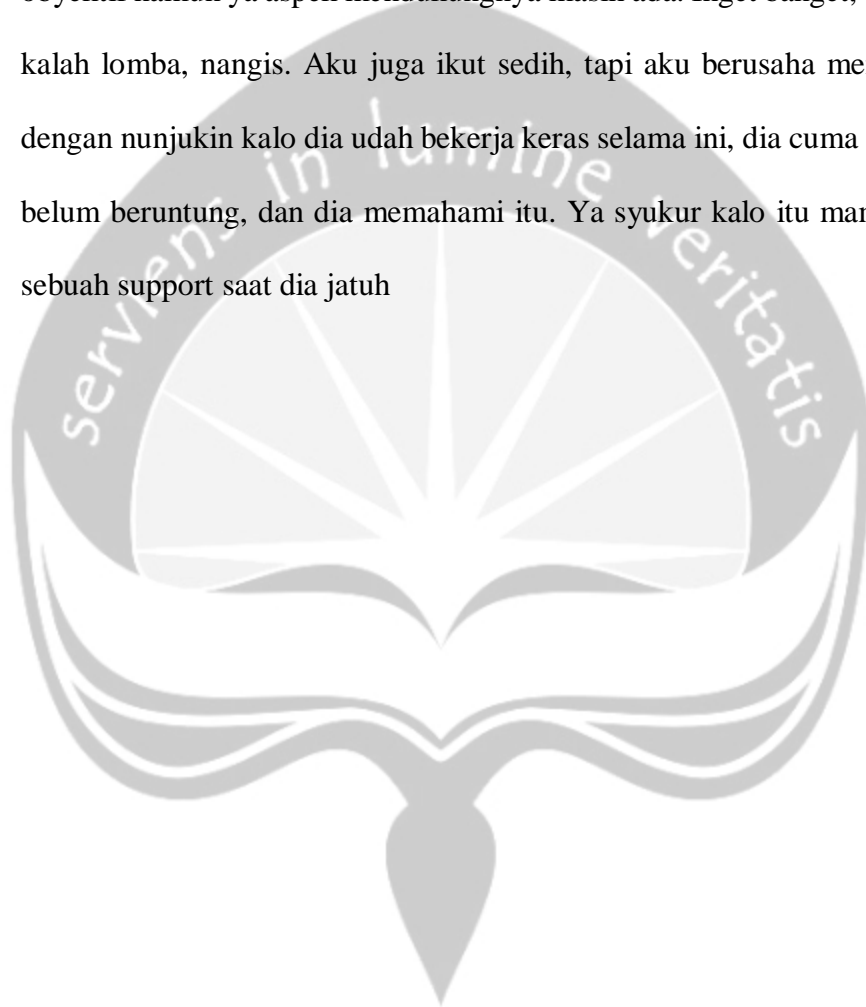 kalah lomba, nangis. Aku juga ikut sedih, tapi aku berusaha me
dengan nunjukin kalo dia udah bekerja keras selama ini, dia cuma
belum beruntung, dan dia memahami itu. Ya syukur kalo itu mar
sebuah support saat dia jatuh
serviens in lumine veritatis